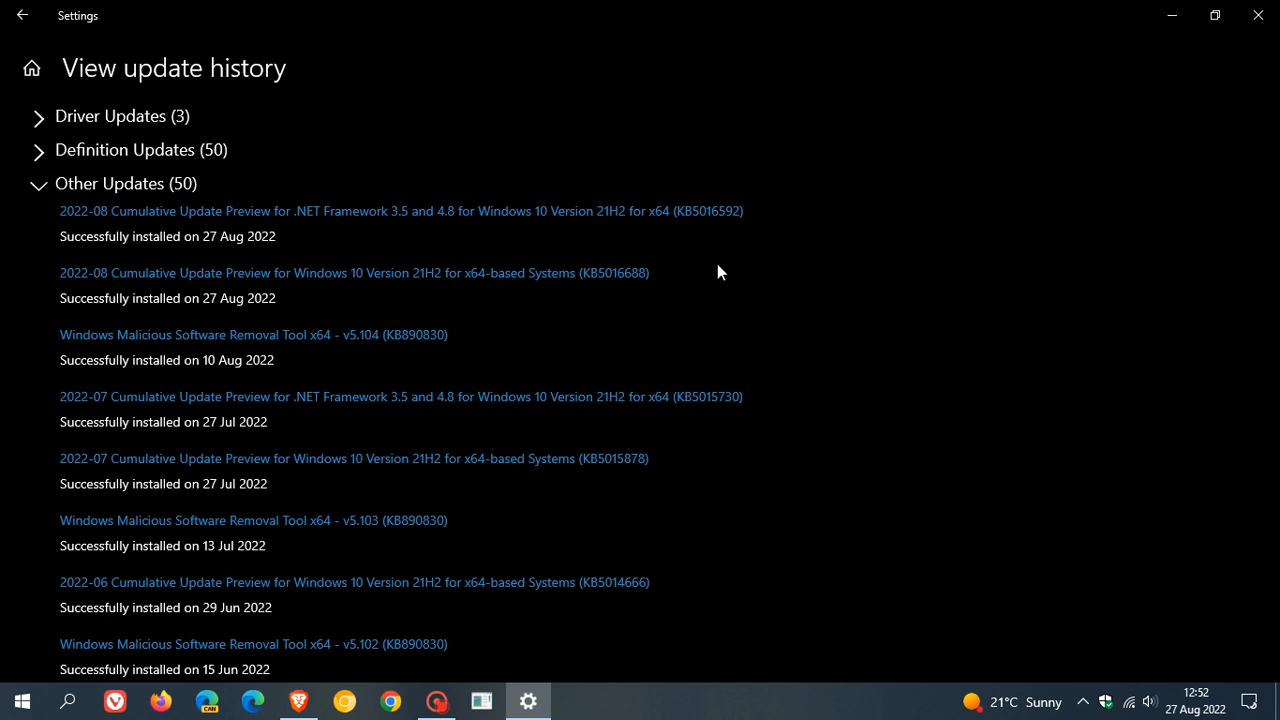 Settings
View update history
Driver Updates (3)
Definition Updates (50)
Other Updates (50)
2022-08 Cumulative Update Preview for .NET Framework 3.5 and 4.8 for Windows 10 Version 21H2 for x64 (KB5016592)
Successfully installed on 27 Aug 2022
2022-08 Cumulative Update Preview for Windows 10 Version 21H2 for x64-based Systems (KB5016688)
Successfully installed on 27 Aug 2022
Windows Malicious Software Removal Tool x64 - v5.104 (KB890830)
Successfully installed on 10 Aug 2022
2022-07 Cumulative Update Preview for .NET Framework 3.5 and 4.8 for Windows 10 Version 21H2 for x64 (KB5015730)
Successfully installed on 27 Jul 2022
2022-07 Cumulative Update Preview for Windows 10 Version 21H2 for x64-based Systems (KB5015878)
Successfully installed on 27 Jul 2022
Windows Malicious Software Removal Tool x64 - v5.103 (KB890830)
Successfully installed on 13 Jul 2022
2022-06 Cumulative Update Preview for Windows 10 Version 21H2 for x64-based Systems (KB5014666)
Successfully installed on 29 Jun 2022
Windows Malicious Software Removal Tool x64 - v5.102 (KB890830)
Successfully installed on 15 Jun 2022
CAN
21°C Sunny
12:52
27 Aug 2022